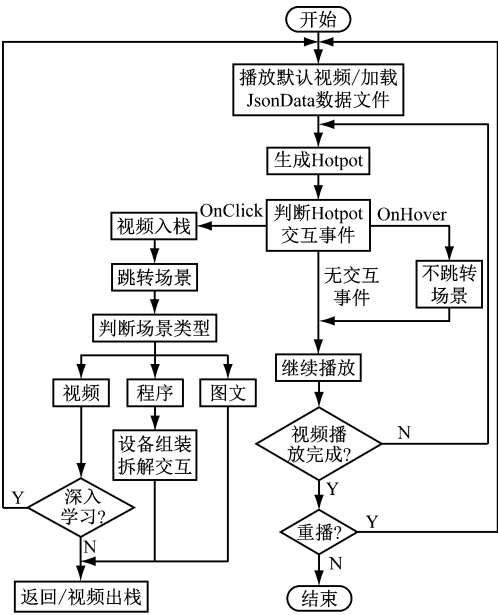 开始
播放默认视频/加载
JsonData数据文件
生成Hotpot
判断Hotpot
交互事件
OnClick
OnHover
视频入栈
跳转场景
不跳转
场景
无交互
事件
判断场景类型
继续播放
视频
程序
图文
设备组装
拆解交互
视频播
放完成?
N
Y
深入
学习?
Y
N
重播?
Y
N
返回/视频出栈
结束